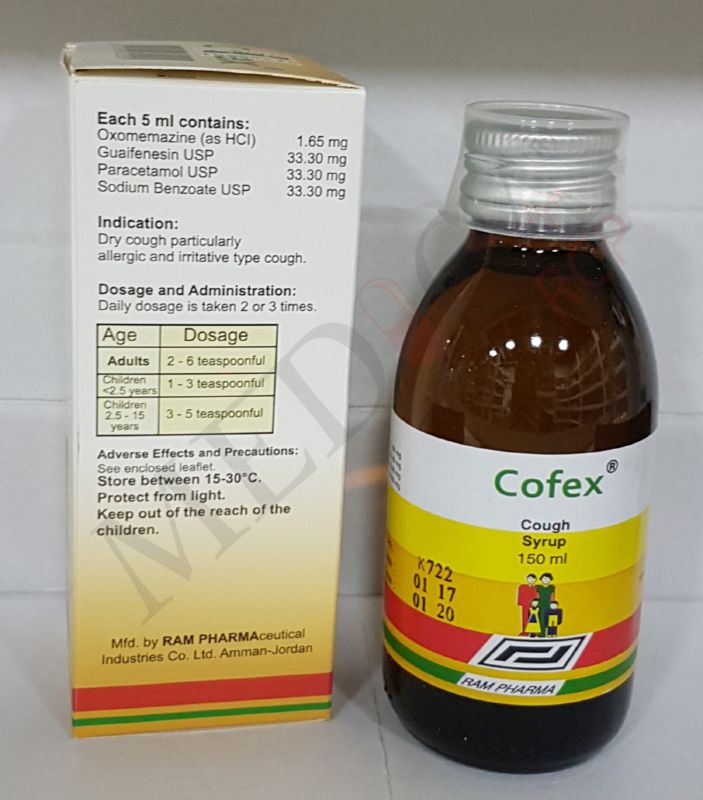 Each 5 ml contains:
Oxomemazine (as HCl) 1.65 mg
Guaifenesin USP 33.30 mg
Paracetamol USP 33.30 mg
Sodium Benzoate USP 33.30 mg
Indication:
Dry cough particularly
allergic and irritative type cough.
Dosage and Administration:
Daily dosage is taken 2 or 3 times.
Age Dosage
Adults 2 - 6 teaspoonful
Children
<2.5 years 1 - 3 teaspoonful
Children
2.5 - 15
years 3 - 5 teaspoonful
Adverse Effects and Precautions:
See enclosed leaflet.
Store between 15-30°C.
Protect from light.
Keep out of the reach of the
children.
Mfd. by RAM PHARMAceutical
Industries Co. Ltd. Amman-Jordan
Cofex®
Cough
Syrup
150 ml
K722
01 17
01 20
RAM PHARMA